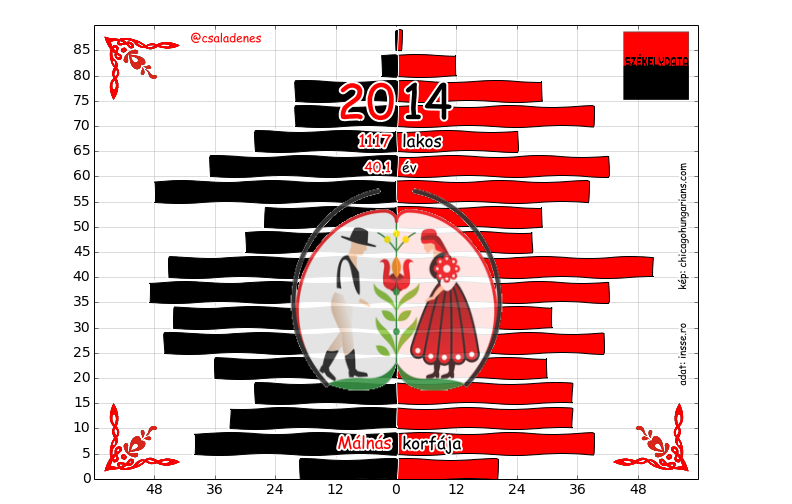 @csaladenes
SZÉKELYDATA
2014
1117 lakos
40.1 év
kép: chicagohungarians.com
adat: insse.ro
Málnás korfája
85
80
75
70
65
60
55
50
45
40
35
30
25
20
15
10
5
0
48 36 24 12 0 12 24 36 48